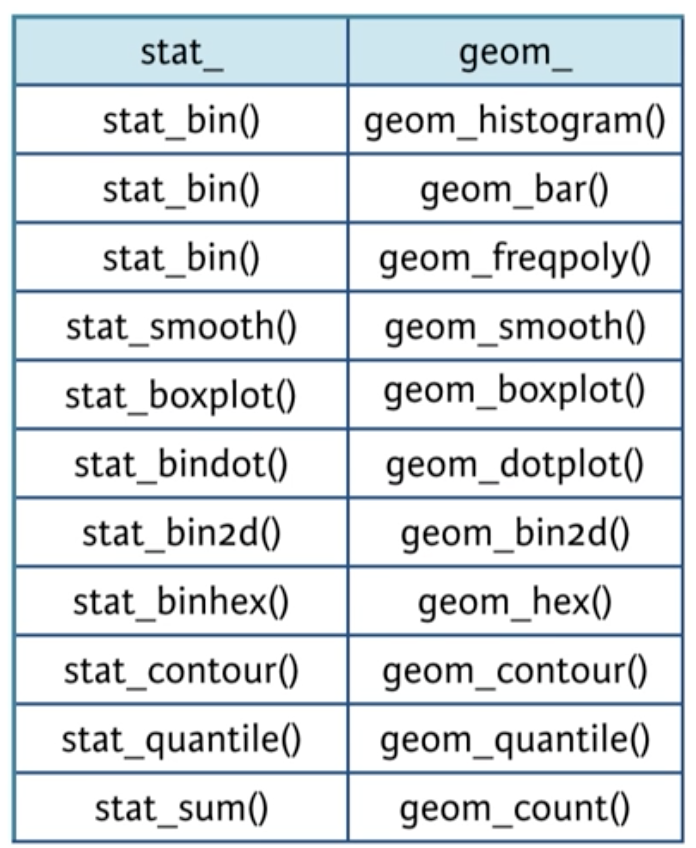 stat_ geom_
stat_bin() geom_histogram()
stat_bin() geom_bar()
stat_bin() geom_freqpoly()
stat_smooth() geom_smooth()
stat_boxplot() geom_boxplot()
stat_bindot() geom_dotplot()
stat_bin2d() geom_bin2d()
stat_binhex() geom_hex()
stat_contour() geom_contour()
stat_quantile() geom_quantile()
stat_sum() geom_count()